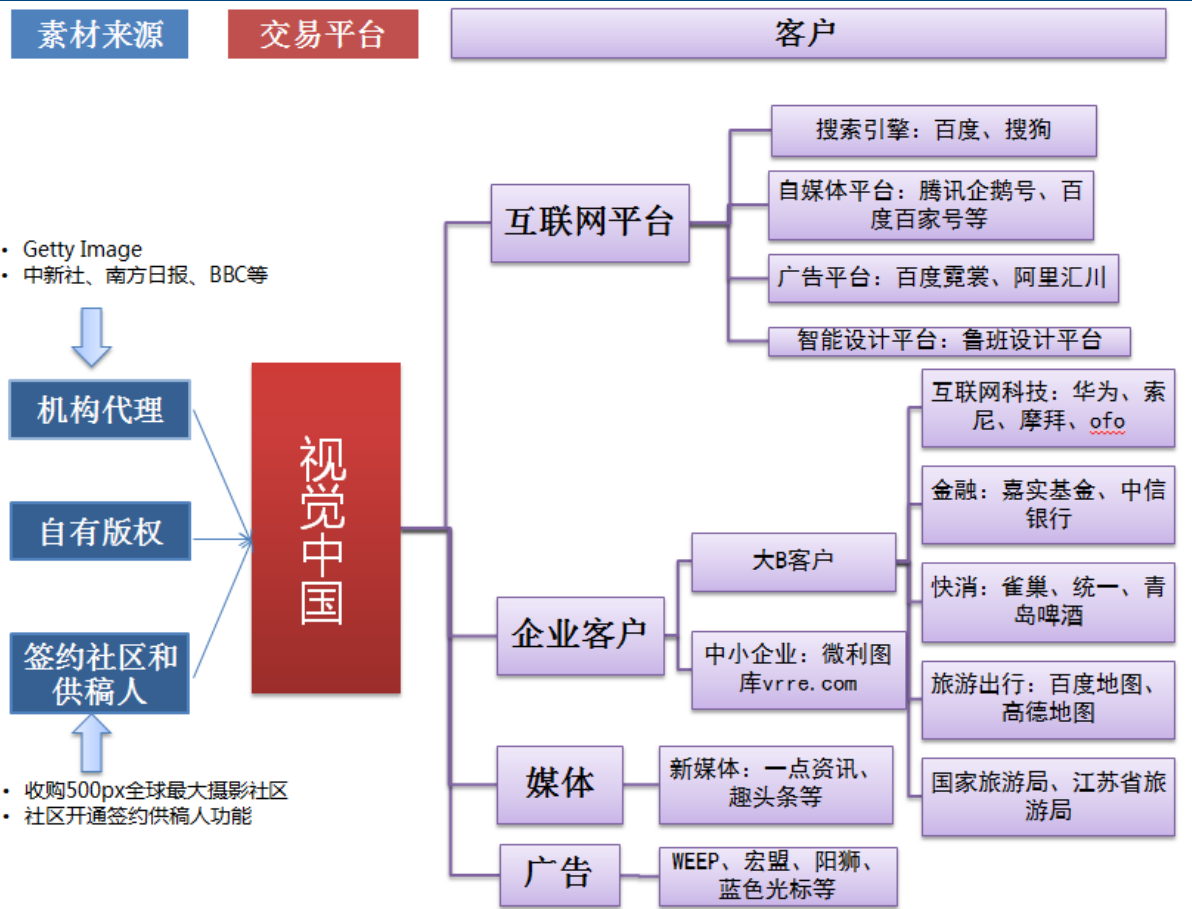 素材来源
交易平台
客户
• Getty Image
• 中新社、南方日报、BBC等
机构代理
自有版权
签约社区和
供稿人
• 收购500px全球最大摄影社区
• 社区开通签约供稿人功能
视
觉
中
国
互联网平台
搜索引擎：百度、搜狗
自媒体平台：腾讯企鹅号、百
度百家号等
广告平台：百度霓裳、阿里汇川
智能设计平台：鲁班设计平台
企业客户
大B客户
互联网科技：华为、索
尼、摩拜、ofo
金融：嘉实基金、中信
银行
快消：雀巢、统一、青
岛啤酒
旅游出行：百度地图、
高德地图
国家旅游局、江苏省旅
游局
中小企业：微利图
库vrre.com
媒体
新媒体：一点资讯、
趣头条等
广告
WEEP、宏盟、阳狮、
蓝色光标等